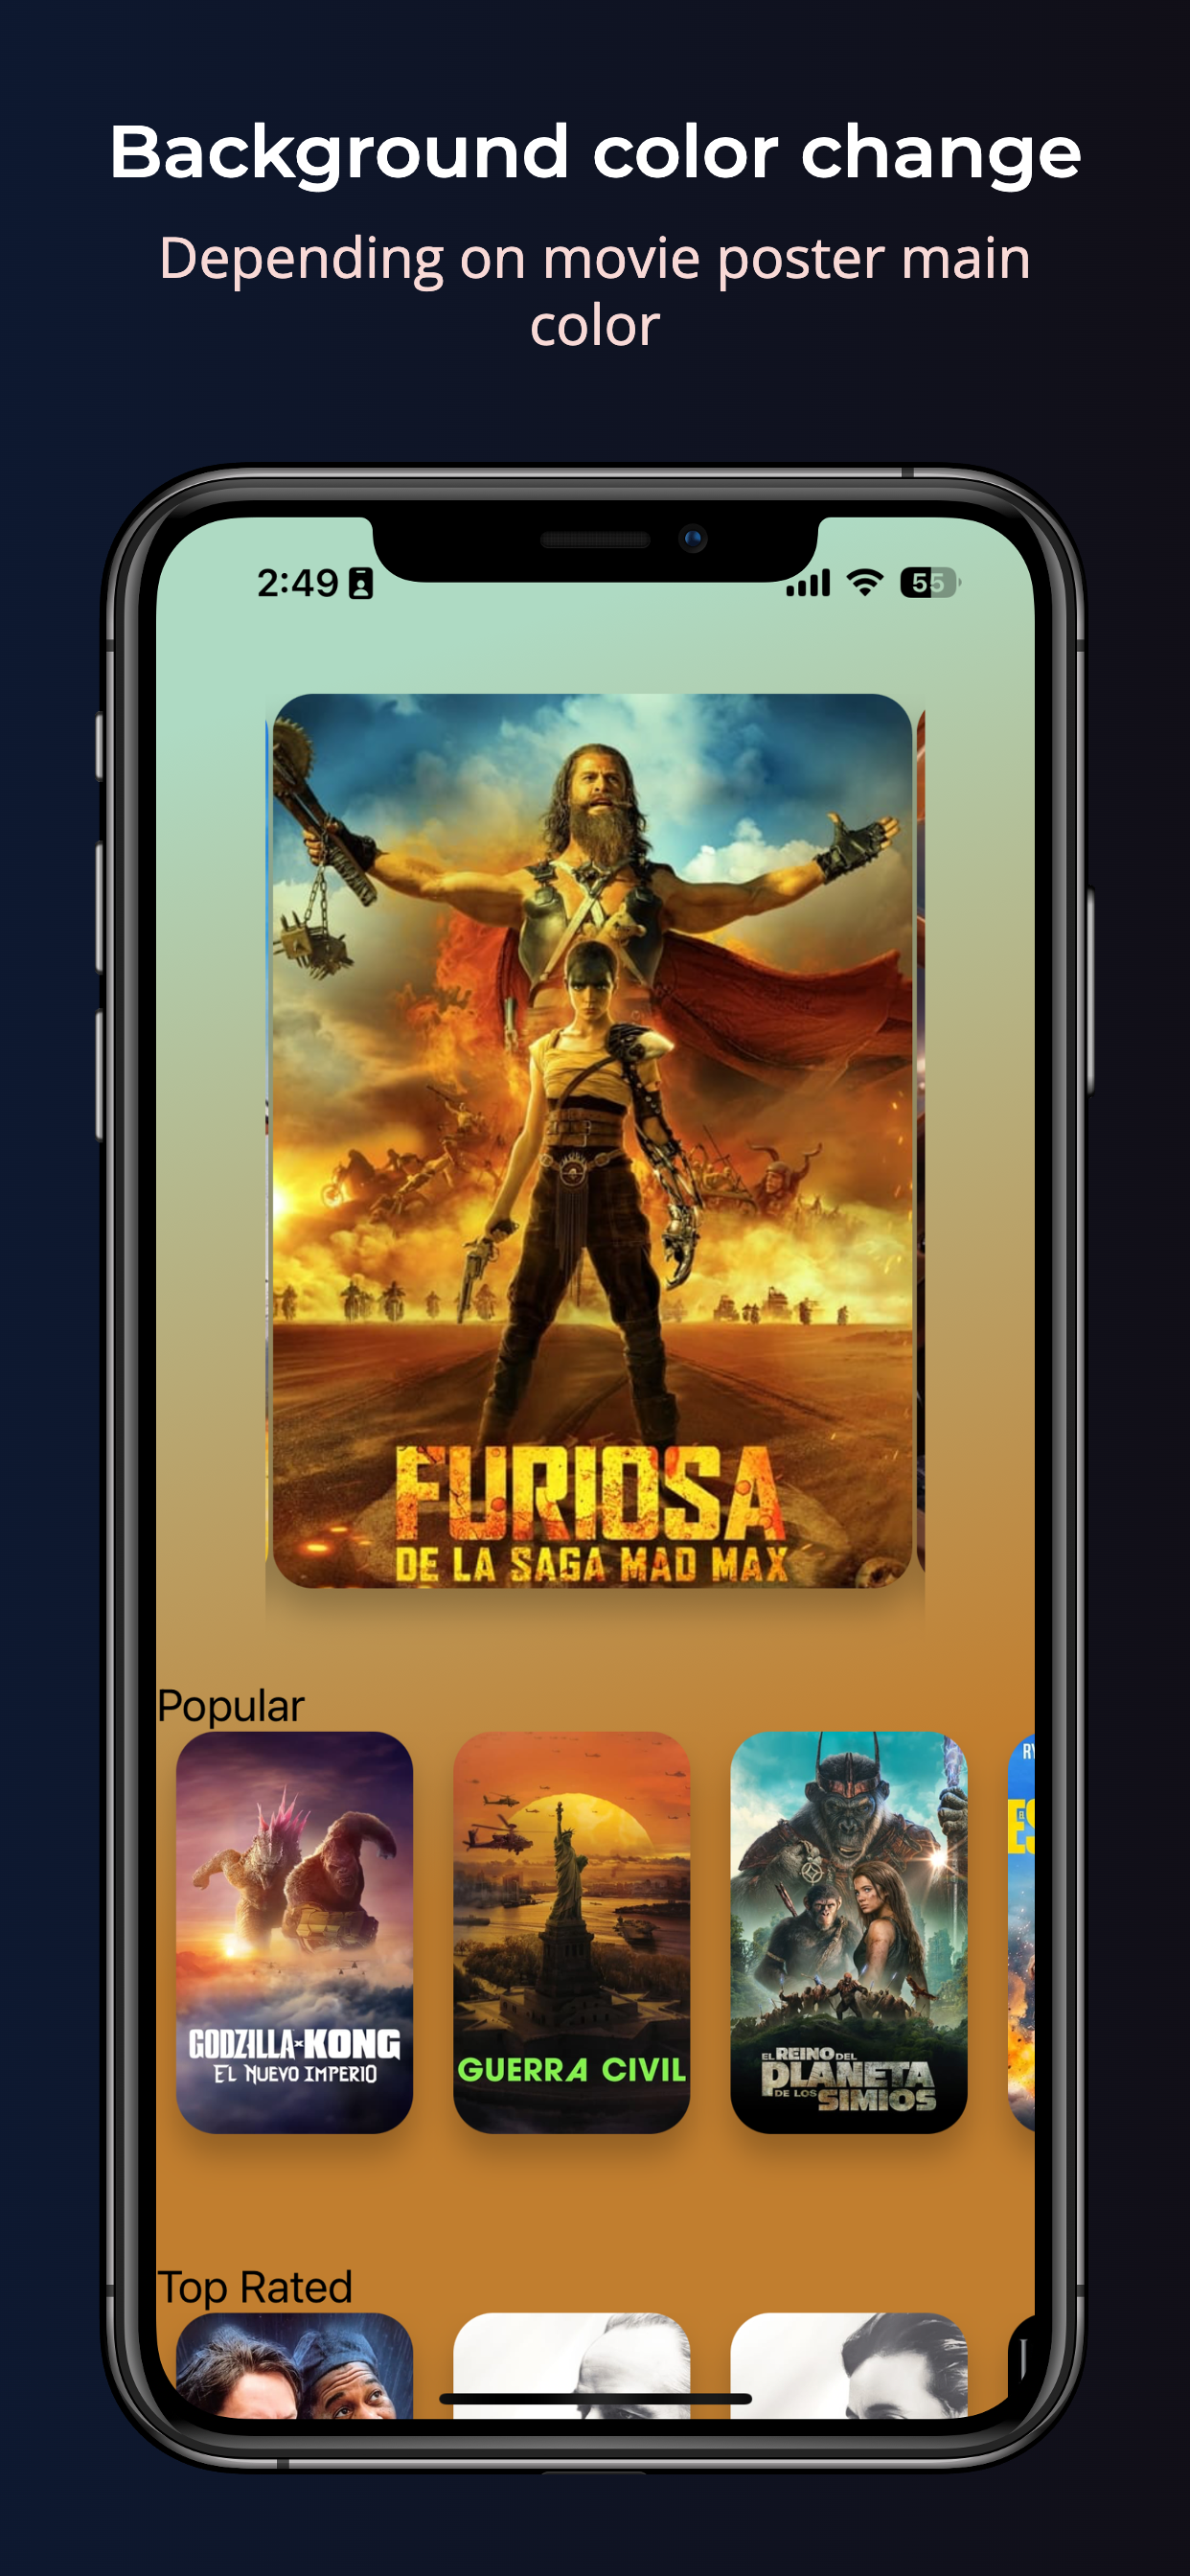 Background color change
Depending on movie poster main
color
2:49
55
FURIOSA
DE LA SAGA MAD MAX
Popular
GODZILLA x KONG
EL NUEVO IMPERIO
GUERRA CIVIL
EL REINO DEL
PLANETA
DE LOS SIMIOS
Top Rated